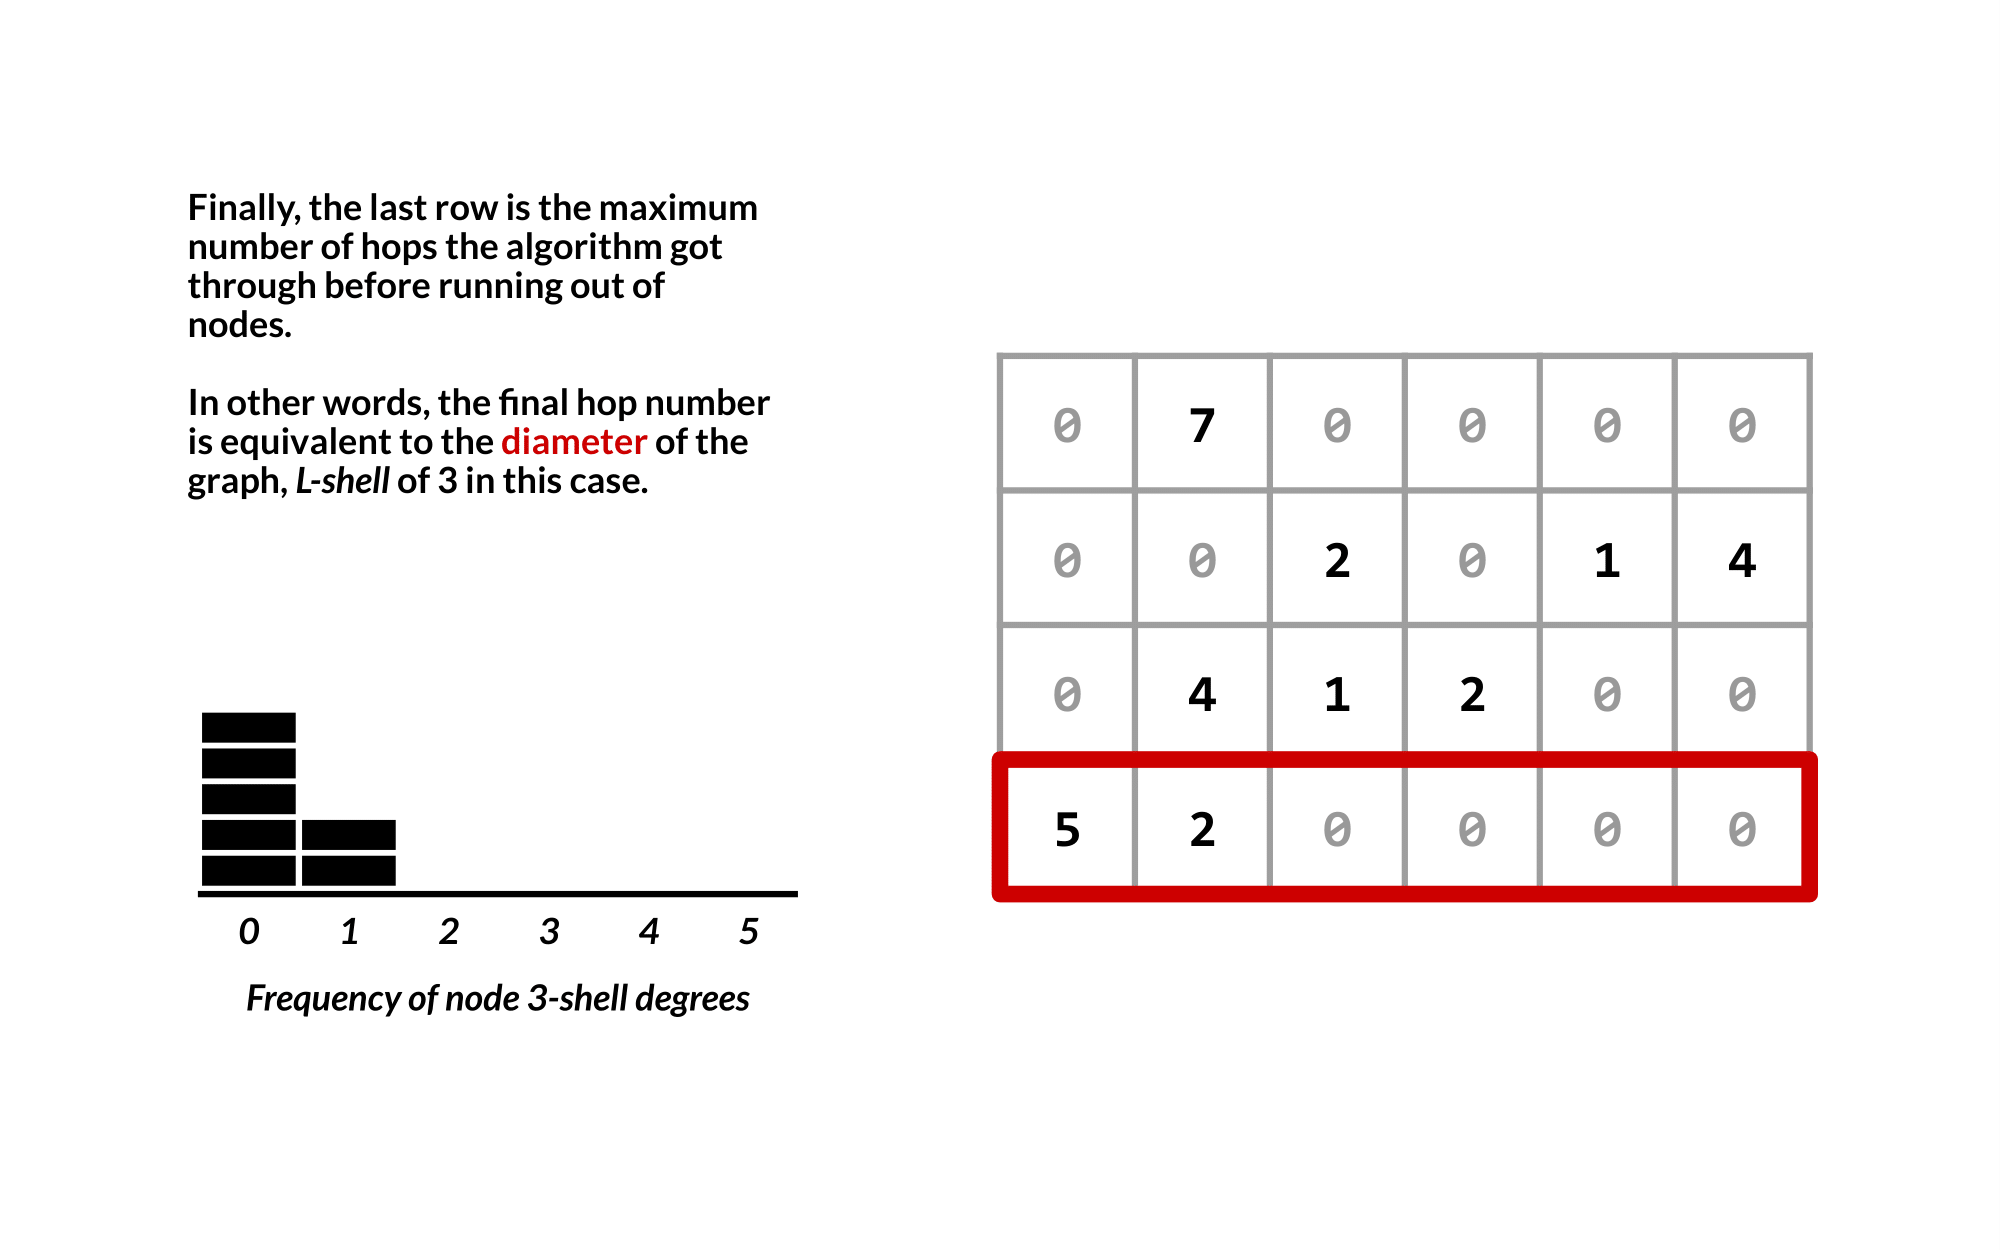 Finally, the last row is the maximum
number of hops the algorithm got
through before running out of
nodes.
In other words, the final hop number
is equivalent to the diameter of the
graph, L-shell of 3 in this case.
0 7 0 0 0 0
0 0 2 0 1 4
0 4 1 2 0 0
5 2 0 0 0 0
0 1 2 3 4 5
Frequency of node 3-shell degrees